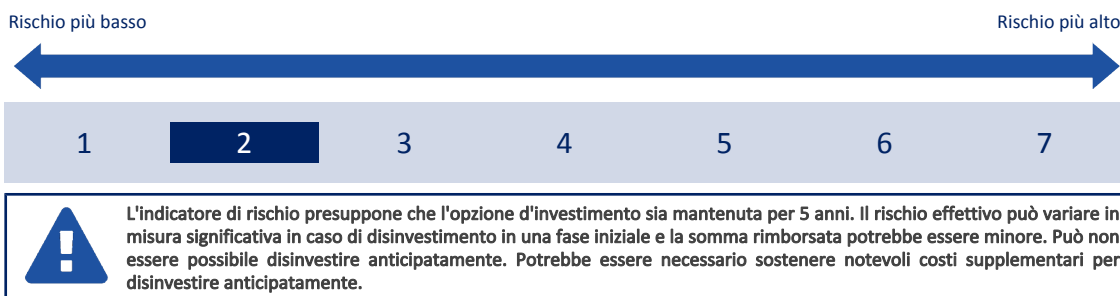 Rischio più basso Rischio più alto
1 2 3 4 5 6 7
L'indicatore di rischio presuppone che l'opzione d'investimento sia mantenuta per 5 anni. Il rischio effettivo può variare in
misura significativa in caso di disinvestimento in una fase iniziale e la somma rimborsata potrebbe essere minore. Può non
essere possibile disinvestire anticipatamente. Potrebbe essere necessario sostenere notevoli costi supplementari per
disinvestire anticipatamente.